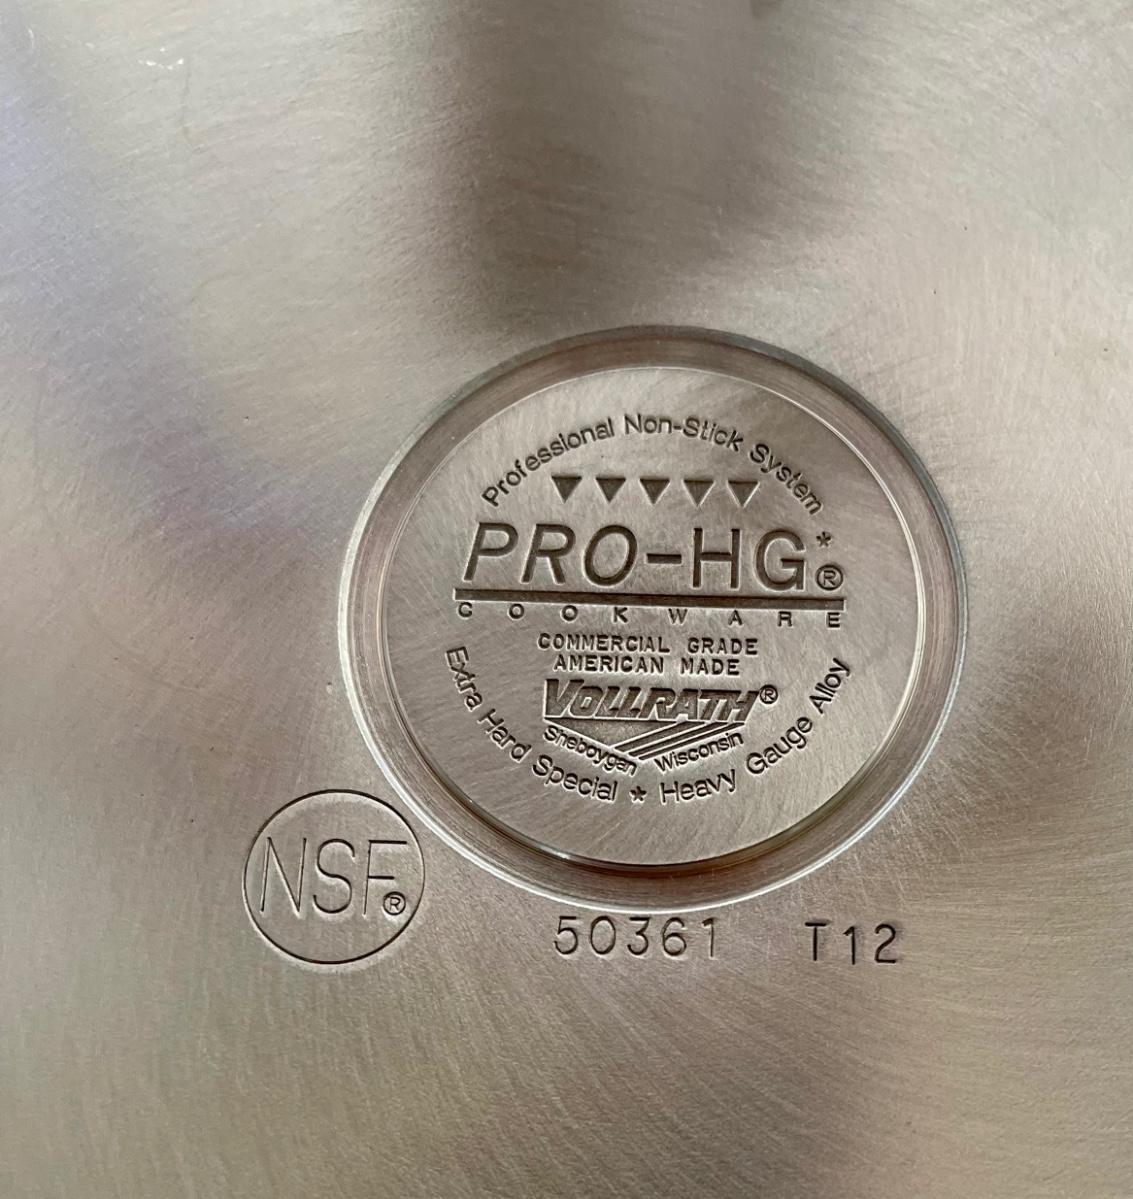 Professional Non-Stick System *
PRO-HG®
COOKWARE
COMMERCIAL GRADE
AMERICAN MADE
VOLLRATH®
Sheboygan Wisconsin
Extra Hard Special * Heavy Gauge Alloy
NSF®
50361 T12